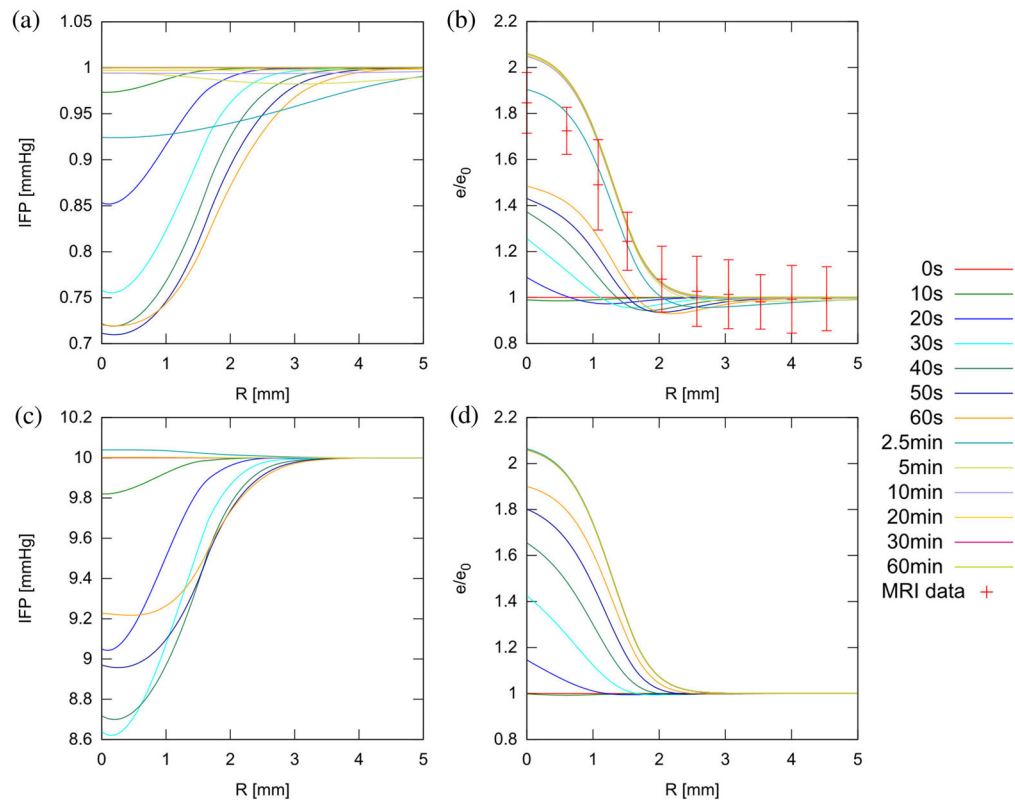 (a)
1.05
1
0.95
0.9
0.85
0.8
0.75
0.7
IFP [mmHg]
0 1 2 3 4 5
R [mm]
(b)
2.2
2
1.8
1.6
1.4
1.2
1
0.8
e/e0
0 1 2 3 4 5
R [mm]
(c)
10.2
10
9.8
9.6
9.4
9.2
9
8.8
8.6
IFP [mmHg]
0 1 2 3 4 5
R [mm]
(d)
2.2
2
1.8
1.6
1.4
1.2
1
0.8
e/e0
0 1 2 3 4 5
R [mm]
0s
10s
20s
30s
40s
50s
60s
2.5min
5min
10min
20min
30min
60min
MRI data